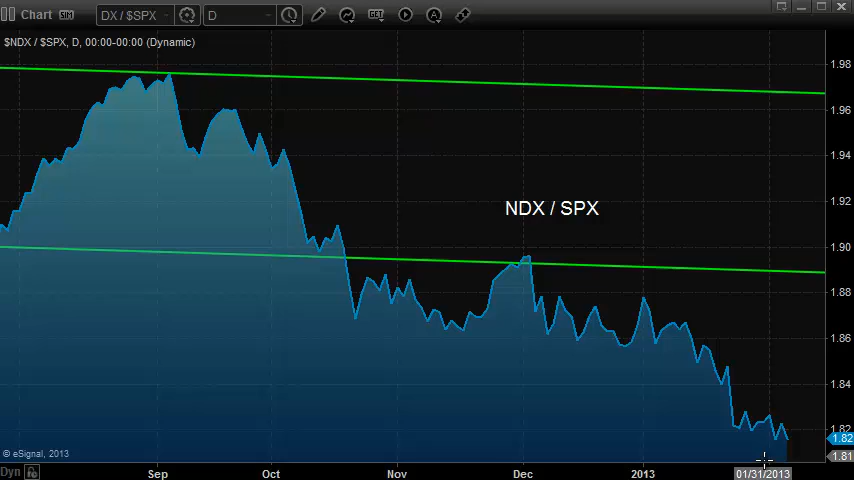 Chart SIM DX / $SPX D GET A
$NDX / $SPX, D, 00:00-00:00 (Dynamic)
1.98
1.96
1.94
1.92
NDX / SPX
1.90
1.88
1.86
1.84
1.82
1.82
© eSignal, 2013
1.81
Dyn Sep Oct Nov Dec 2013 01/31/2013